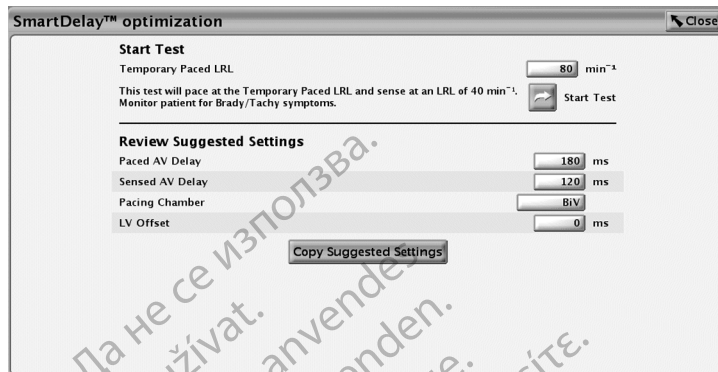 SmartDelay™ optimization
Close
Start Test
Temporary Paced LRL 80 min⁻¹
This test will pace at the Temporary Paced LRL and sense at an LRL of 40 min⁻¹.
Monitor patient for Brady/Tachy symptoms.
Start Test
Review Suggested Settings
Paced AV Delay 180 ms
Sensed AV Delay 120 ms
Pacing Chamber BiV
LV Offset 0 ms
Copy Suggested Settings
Да не се използва.
anvendes